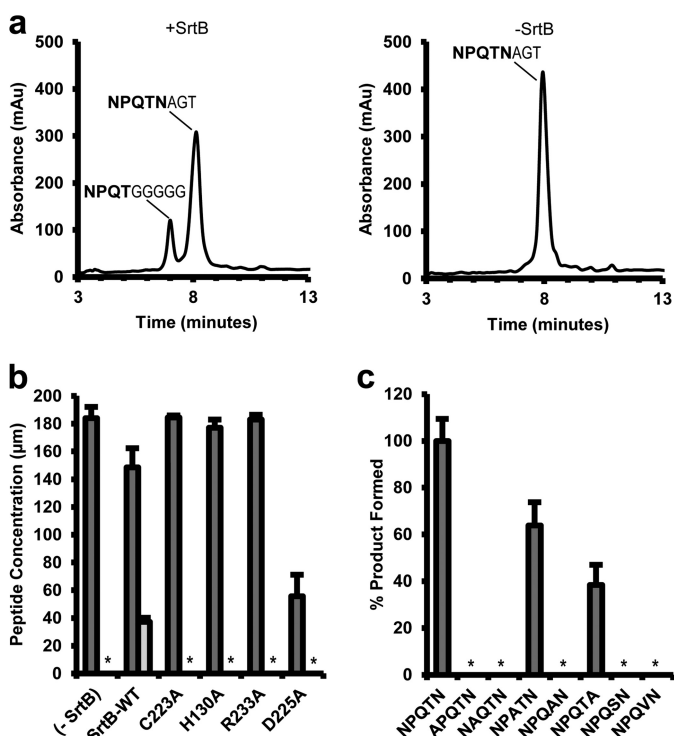 a
+SrtB
500
400
300
200
100
0
Absorbance (mAu)
NPQTNAGT
NPQTGGGGG
3 8 13
Time (minutes)
-SrtB
500
400
300
200
100
0
Absorbance (mAu)
NPQTNAGT
3 8 13
Time (minutes)
b
200
180
160
140
120
100
80
60
40
20
0
Peptide Concentration (μm)
* * * * *
(- SrtB) SrtB-WT C223A H130A R233A D225A
c
120
100
80
60
40
20
0
% Product Formed
* * * * *
NPQTN APQTN NAQTN NPATN NPQAN NPQTA NPQSN NPQVN